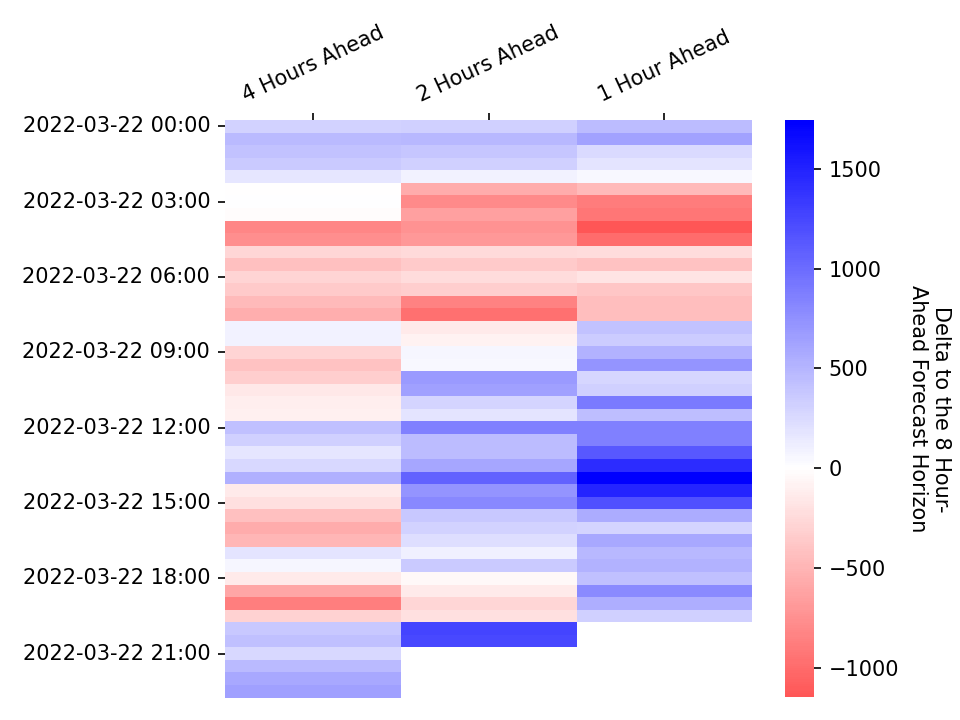 4 Hours Ahead
2 Hours Ahead
1 Hour Ahead
2022-03-22 00:00
2022-03-22 03:00
2022-03-22 06:00
2022-03-22 09:00
2022-03-22 12:00
2022-03-22 15:00
2022-03-22 18:00
2022-03-22 21:00
1500
1000
500
0
−500
−1000
Delta to the 8 Hour-
Ahead Forecast Horizon